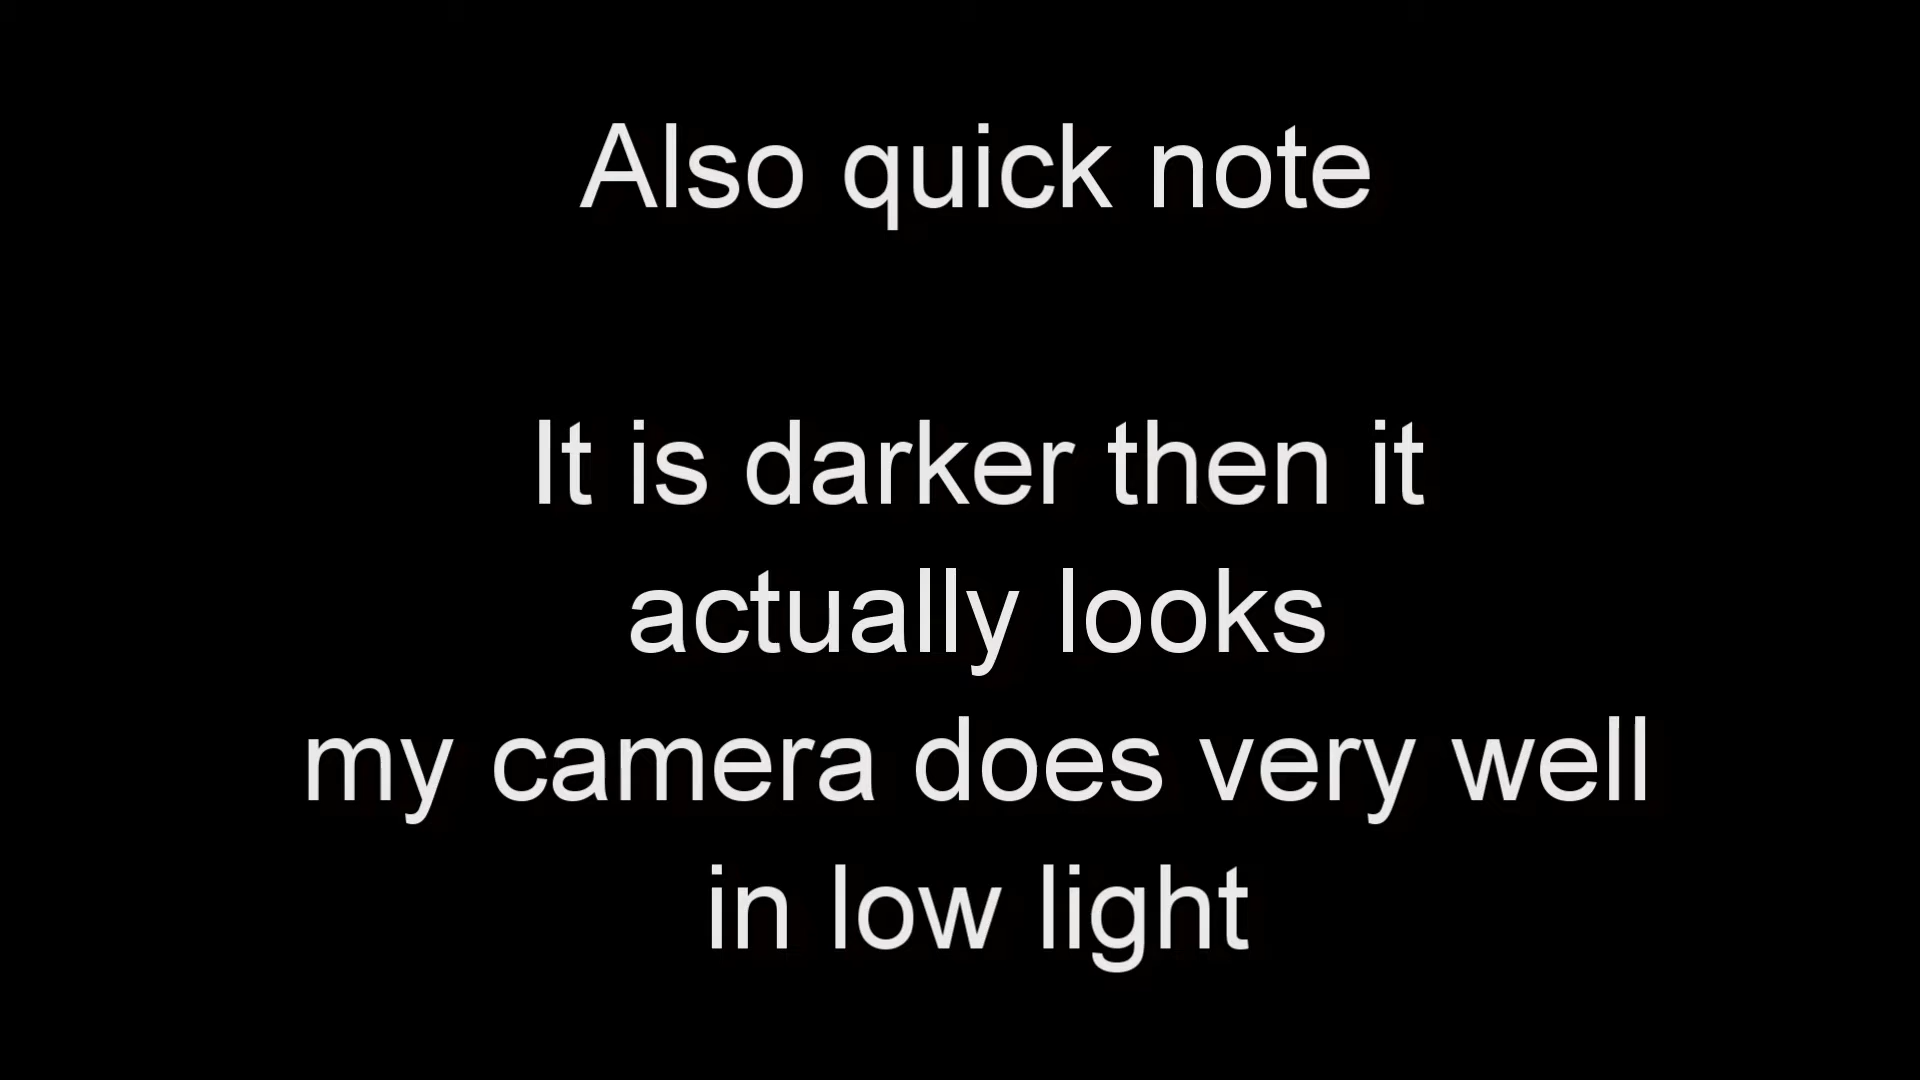 Also quick note
It is darker then it
actually looks
my camera does very well
in low light